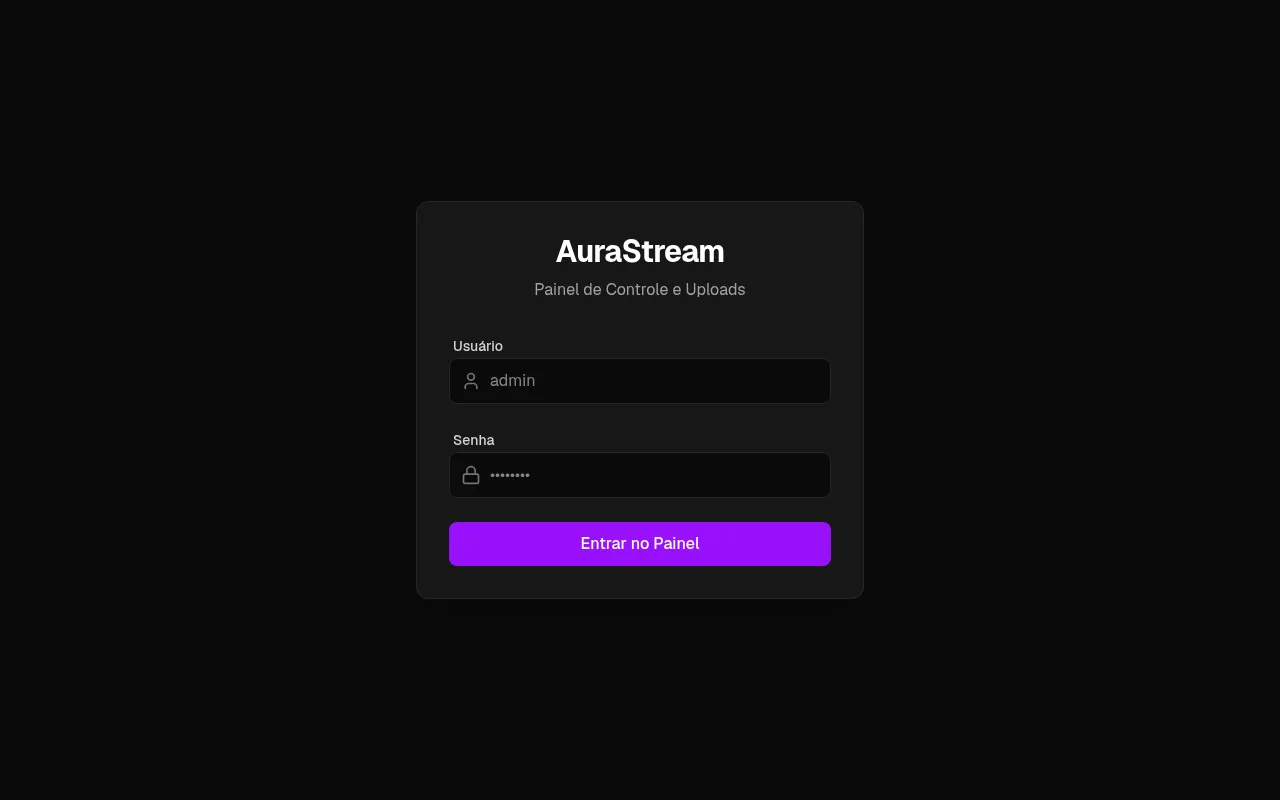 AuraStream
Painel de Controle e Uploads
Usuário
admin
Senha
••••••••
Entrar no Painel